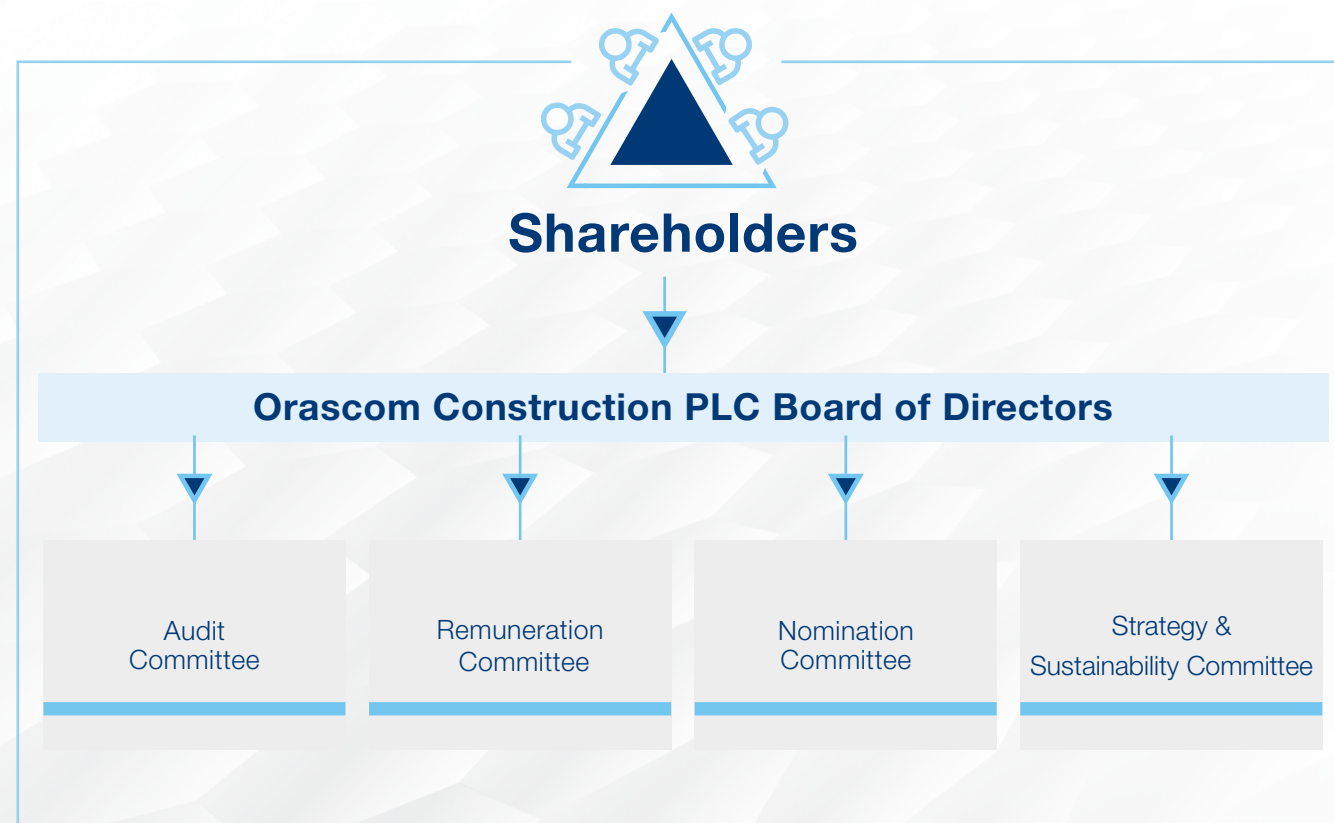 Shareholders
Orascom Construction PLC Board of Directors
Audit
Committee
Remuneration
Committee
Nomination
Committee
Strategy &
Sustainability Committee